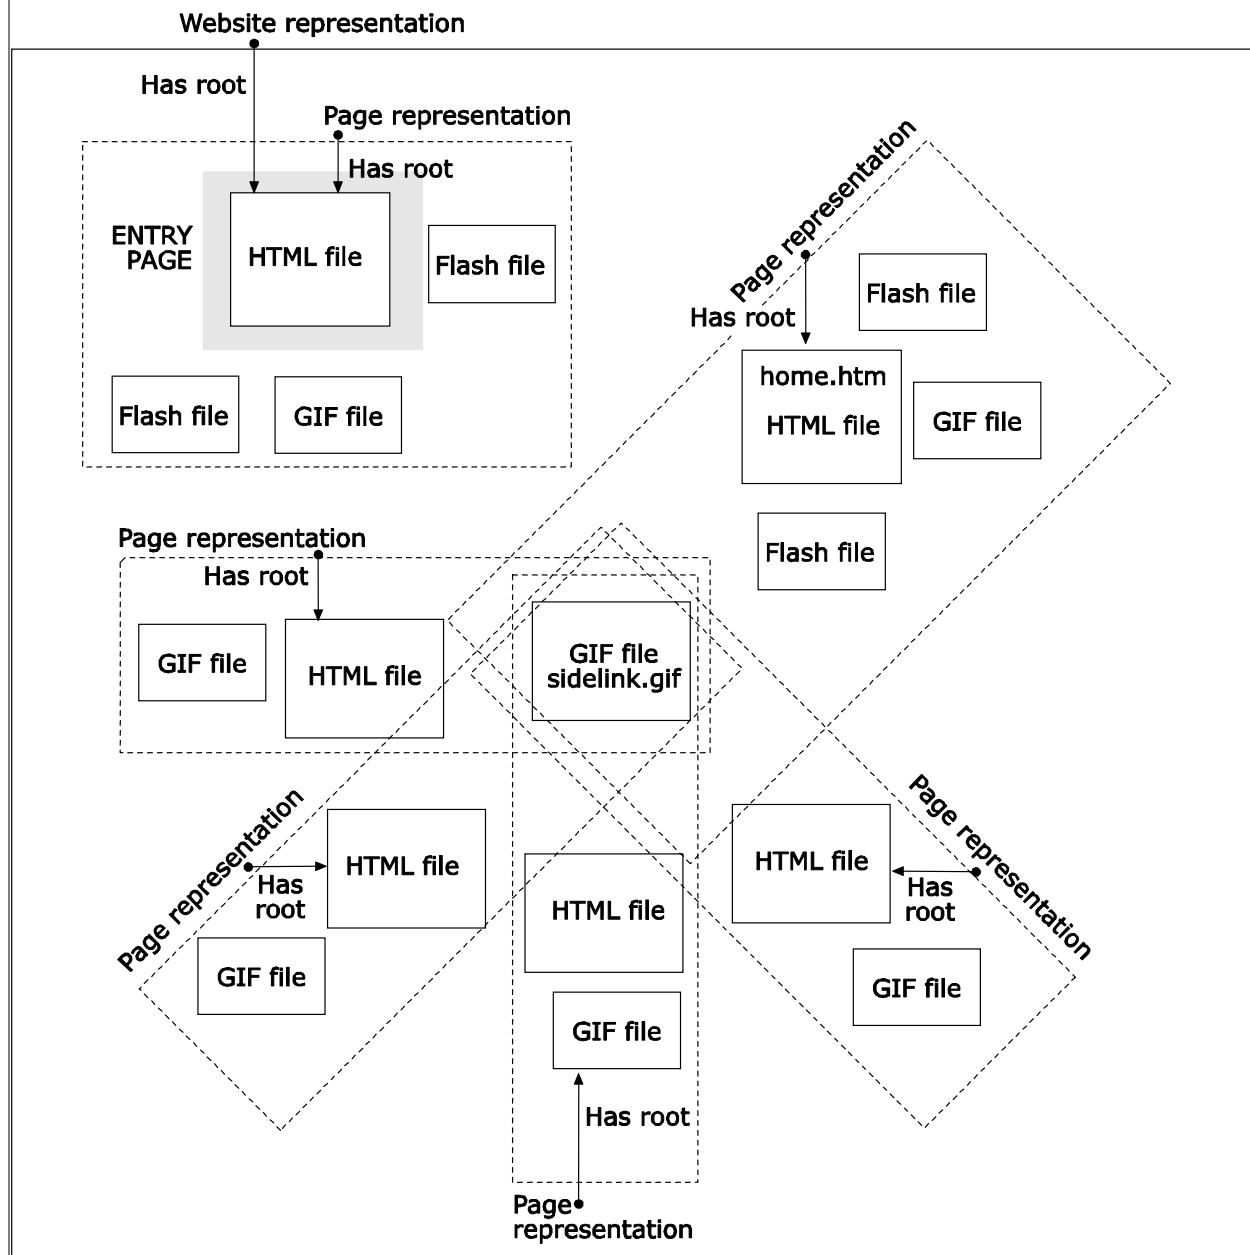 Website representation
Has root
Page representation
Has root
ENTRY
PAGE
HTML file
Flash file
Flash file
GIF file
Page representation
Has root
Flash file
home.htm
HTML file
GIF file
Flash file
Page representation
Has root
GIF file
HTML file
GIF file
sidelink.gif
Page representation
Has
root
HTML file
GIF file
HTML file
GIF file
Has root
Page
representation
Page representation
HTML file
Has
root
GIF file